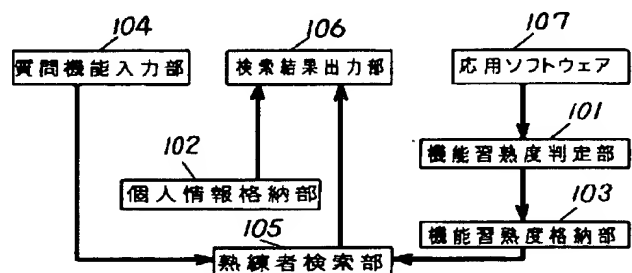 104
質問機能入力部
106
検索結果出力部
107
応用ソフトウェア
101
機能習熟度判定部
102
個人情報格納部
103
機能習熟度格納部
105
熟練者検索部